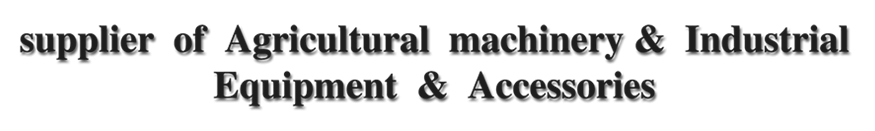 supplier of Agricultural machinery & Industrial
Equipment & Accessories